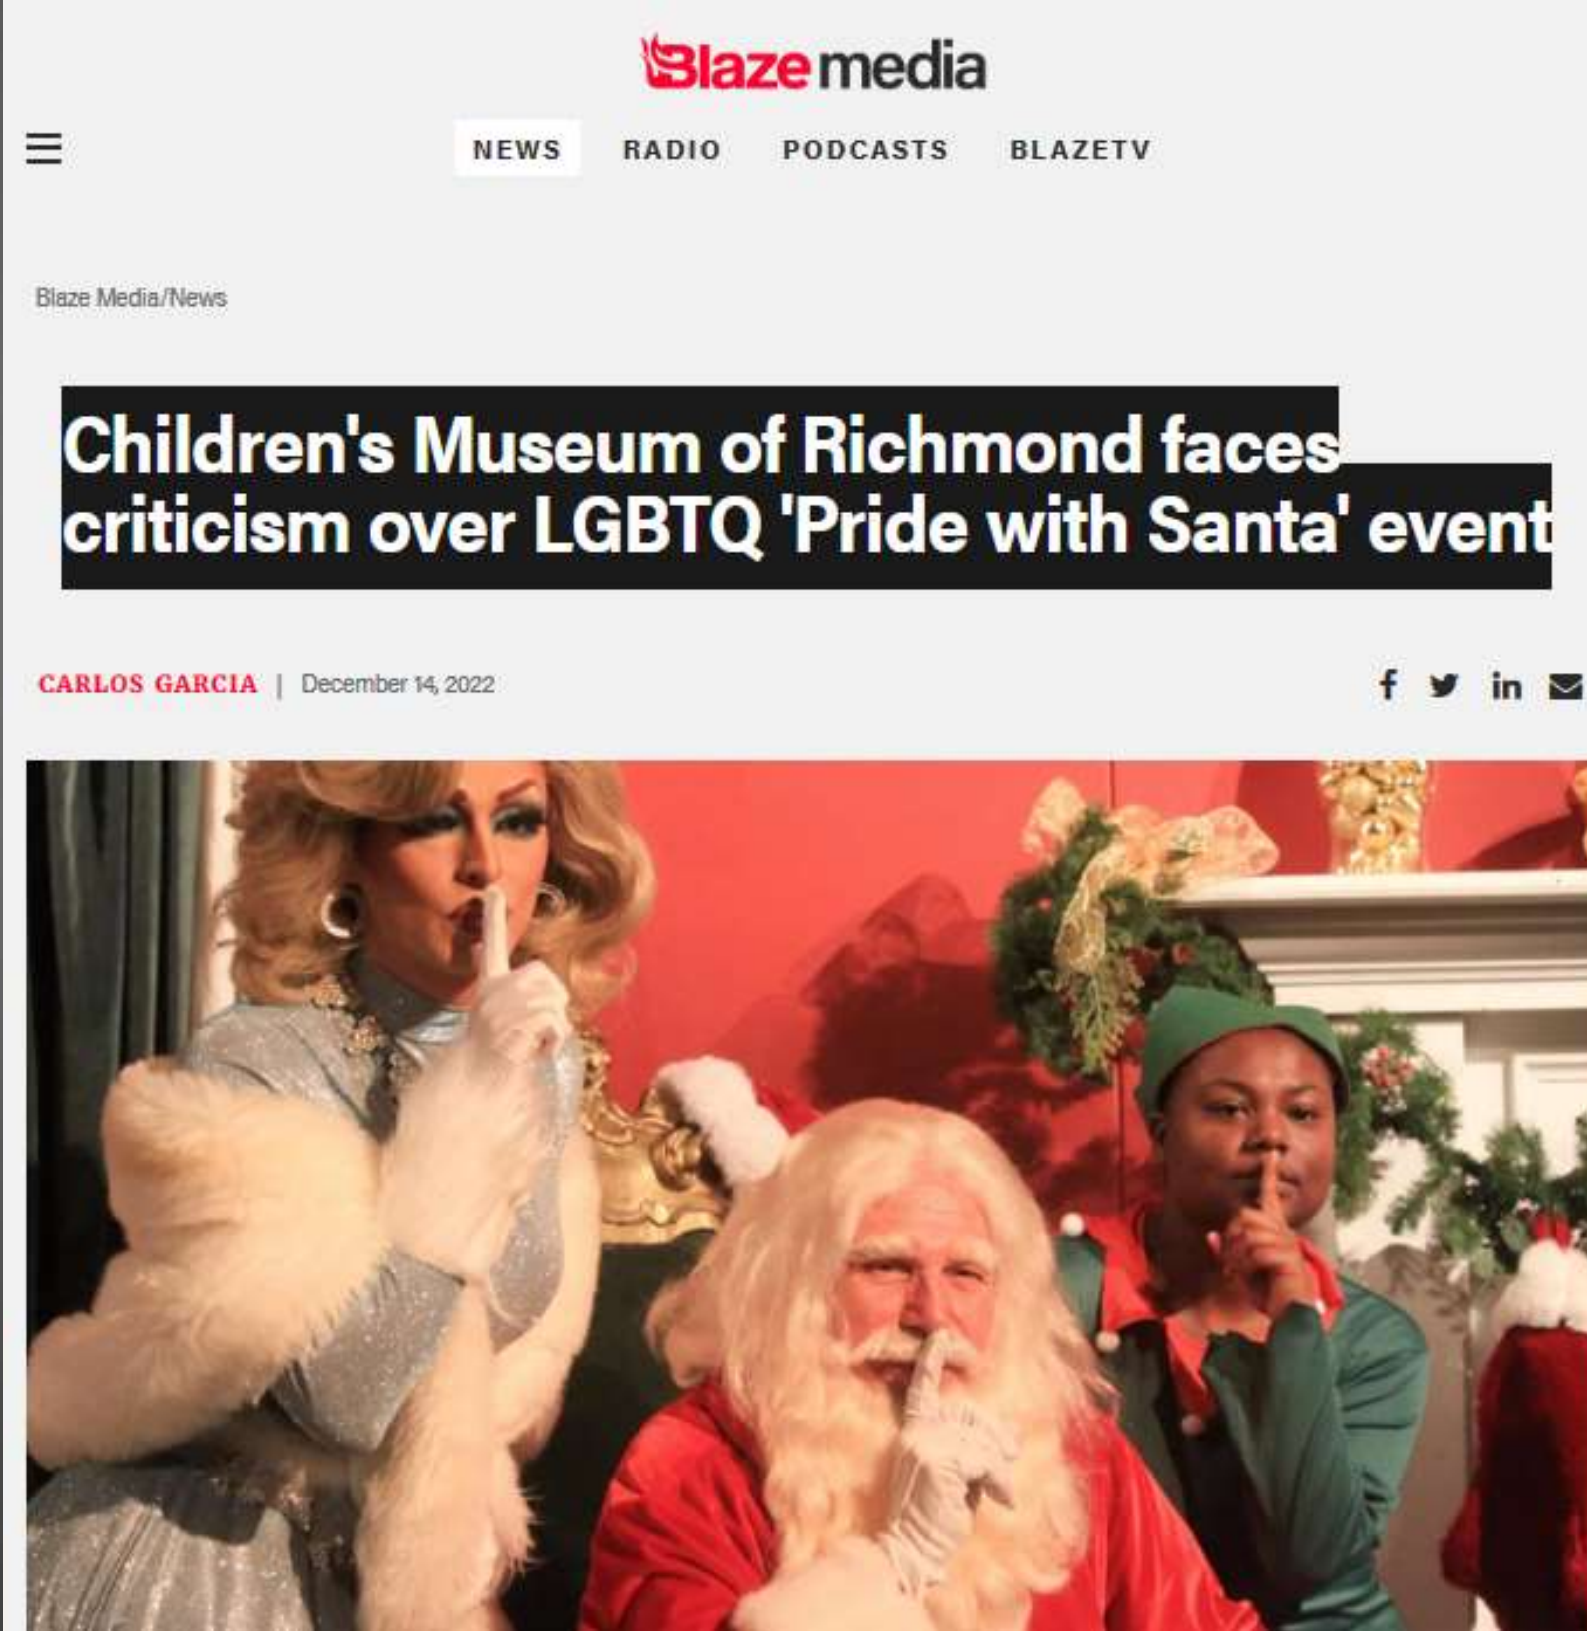 Blaze media
NEWS RADIO PODCASTS BLAZETV
Blaze Media/News
Children's Museum of Richmond faces
criticism over LGBTQ 'Pride with Santa' event
CARLOS GARCIA | December 14, 2022